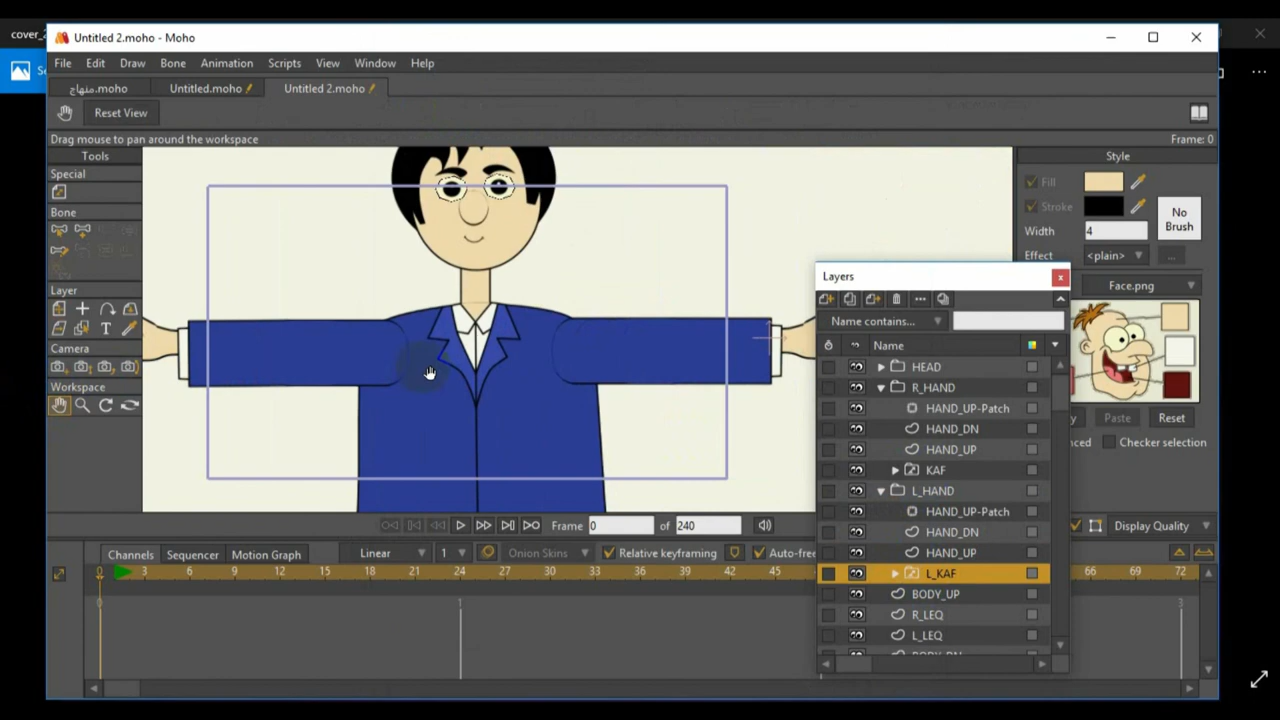 cover_2
Untitled 2.moho - Moho
File Edit Draw Bone Animation Scripts View Window Help
منهاج.moho Untitled.moho Untitled 2.moho
Reset View
Drag mouse to pan around the workspace Frame: 0
Tools Style
Special
Fill
Bone
Stroke
No
Brush
Width 4
Effect <plain> ...
Layers
Face.png
Layer
Name contains...
Camera
Name
Workspace
HEAD
R_HAND
HAND_UP-Patch
Paste Reset
HAND_DN
Checker selection
HAND_UP
KAF
L_HAND
HAND_UP-Patch
Frame 0 of 240 Display Quality
HAND_DN
Channels Sequencer Motion Graph Linear 1 Onion Skins Relative keyframing Auto-free
HAND_UP
0 3 6 9 12 15 18 21 24 27 30 33 36 39 42 45 66 69 72
L_KAF
BODY_UP
0 1 3
R_LEQ
L_LEQ